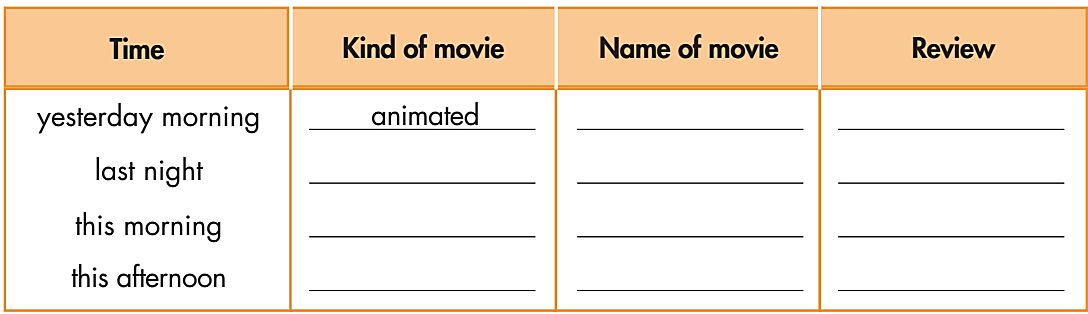 Time Kind of movie Name of movie Review
yesterday morning animated
last night
this morning
this afternoon